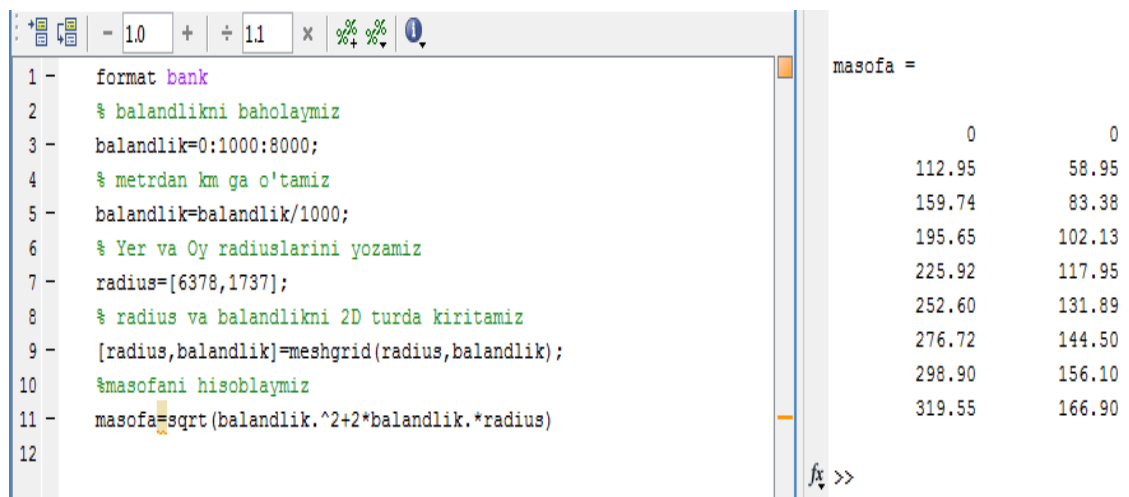 − 1.0 + ÷ 1.1 ×
1 − format bank
2 % balandlikni baholaymiz
3 − balandlik=0:1000:8000;
4 % metrdan km ga o'tamiz
5 − balandlik=balandlik/1000;
6 % Yer va Oy radiuslarini yozamiz
7 − radius=[6378,1737];
8 % radius va balandlikni 2D turda kiritamiz
9 − [radius,balandlik]=meshgrid(radius,balandlik);
10 %masofani hisoblaymiz
11 − masofa=sqrt(balandlik.^2+2*balandlik.*radius)
12
masofa =
0 0
112.95 58.95
159.74 83.38
195.65 102.13
225.92 117.95
252.60 131.89
276.72 144.50
298.90 156.10
319.55 166.90
fx >>